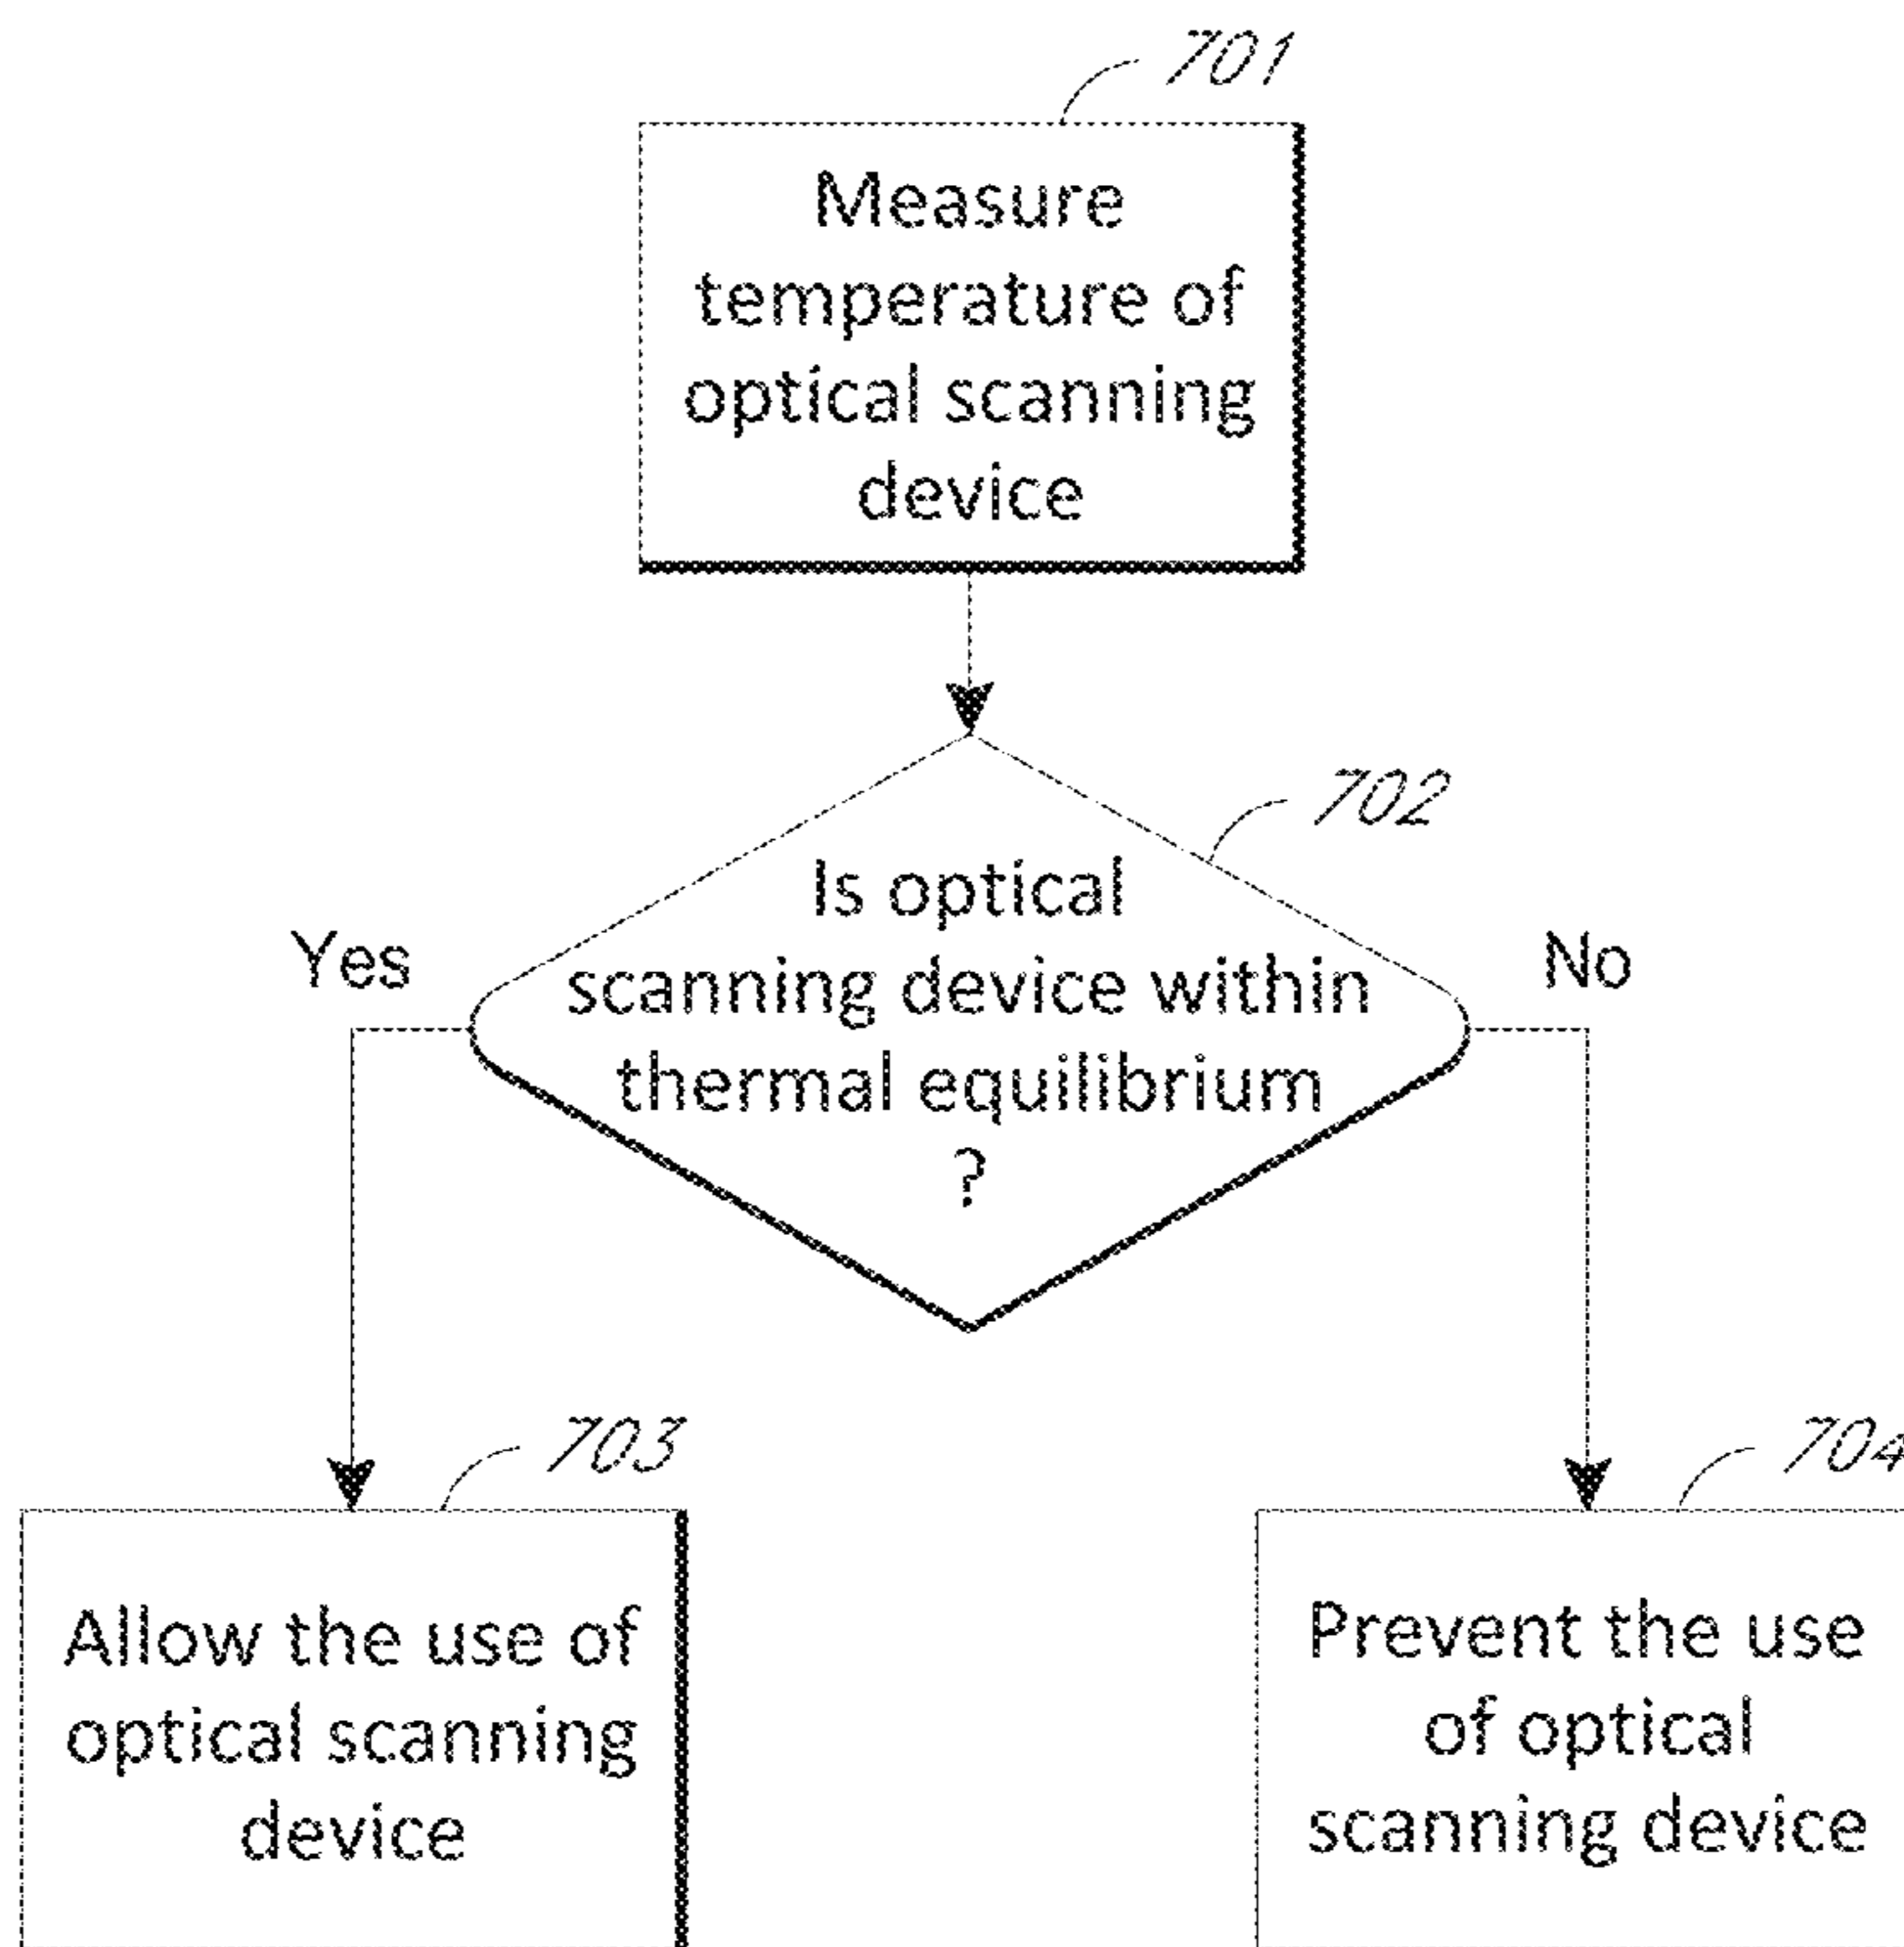 701
Measure
temperature of
optical scanning
device
702
Is optical
scanning device within
thermal equilibrium
?
Yes
No
703
Allow the use of
optical scanning
device
704
Prevent the use
of optical
scanning device